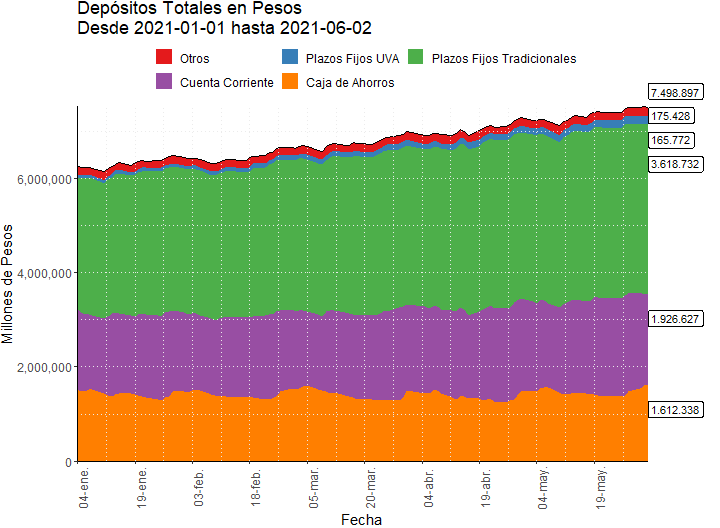 Depósitos Totales en Pesos
Desde 2021-01-01 hasta 2021-06-02
Otros
Plazos Fijos UVA
Plazos Fijos Tradicionales
Cuenta Corriente
Caja de Ahorros
7.498.897
175.428
165.772
3.618.732
1.926.627
1.612.338
Millones de Pesos
6,000,000
4,000,000
2,000,000
0
04-ene.
19-ene.
03-feb.
18-feb.
05-mar.
20-mar.
04-abr.
19-abr.
04-may.
19-may.
Fecha